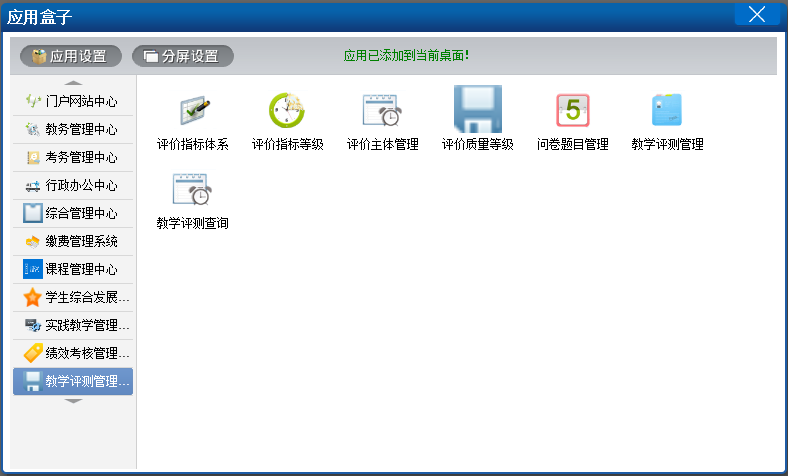 应用盒子
应用设置 分屏设置 应用已添加到当前桌面!
门户网站中心
教务管理中心
考务管理中心
行政办公中心
综合管理中心
缴费管理系统
课程管理中心
学生综合发展...
实践教学管理...
绩效考核管理...
教学评测管理...
评价指标体系 评价指标等级 评价主体管理 评价质量等级 问卷题目管理 教学评测管理
5
教学评测查询